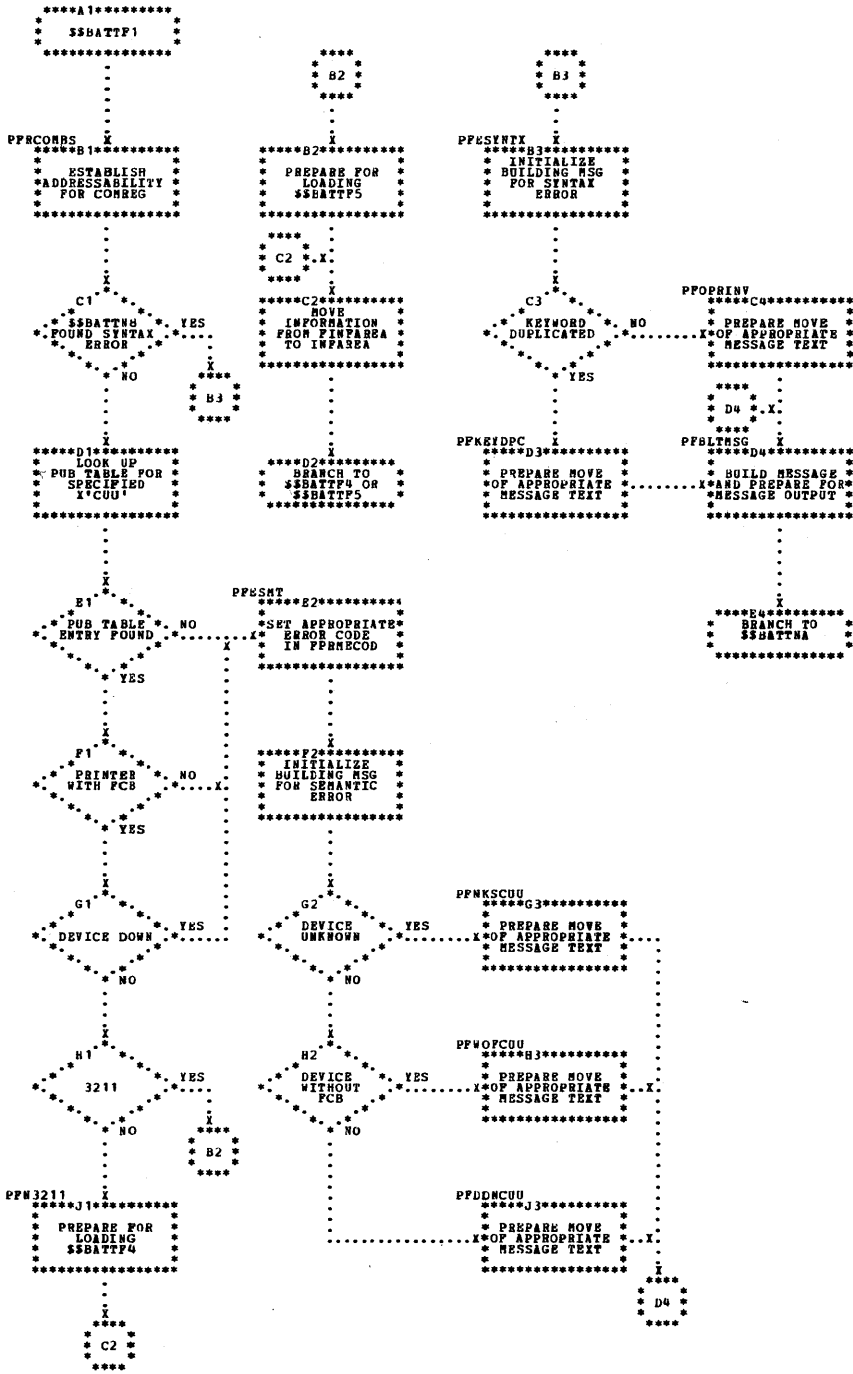 ****A1*********
$$BATTF1
B2
B3
PFRCOMRS
*****B1**********
ESTABLISH
ADDRESSABILITY
FOR COMREG
*****B2**********
PREPARE FOR
LOADING
$$BATTF5
PFESYNTX
*****B3**********
INITIALIZE
BUILDING MSG
FOR SYNTAX
ERROR
C2
C1
$$BATTNB
FOUND SYNTAX
ERROR
YES
NO
B3
*****C2**********
MOVE
INFORMATION
FROM FINFAREA
TO INFAREA
C3
KEYWORD
DUPLICATED
NO
YES
PFOPRINV
*****C4**********
PREPARE MOVE
OF APPROPRIATE
MESSAGE TEXT
D4
*****D1**********
LOOK UP
PUB TABLE FOR
SPECIFIED
X'CUU'
****D2*********
BRANCH TO
$$BATTF4 OR
$$BATTF5
PFKEYDPC
*****D3**********
PREPARE MOVE
OF APPROPRIATE
MESSAGE TEXT
PFBLTMSG
*****D4**********
BUILD MESSAGE
AND PREPARE FOR
MESSAGE OUTPUT
E1
PUB TABLE
ENTRY FOUND
NO
YES
PFESMT
*****E2**********
SET APPROPRIATE
ERROR CODE
IN PPRMECOD
****E4*********
BRANCH TO
$$BATTNA
F1
PRINTER
WITH FCB
NO
YES
*****F2**********
INITIALIZE
BUILDING MSG
FOR SEMANTIC
ERROR
G1
DEVICE DOWN
YES
NO
G2
DEVICE
UNKNOWN
YES
NO
PFNKSCUU
*****G3**********
PREPARE MOVE
OF APPROPRIATE
MESSAGE TEXT
H1
3211
YES
NO
B2
H2
DEVICE
WITHOUT
FCB
YES
NO
PFWOFCUU
*****H3**********
PREPARE MOVE
OF APPROPRIATE
MESSAGE TEXT
PFN3211
*****J1**********
PREPARE FOR
LOADING
$$BATTF4
PFDDNCUU
*****J3**********
PREPARE MOVE
OF APPROPRIATE
MESSAGE TEXT
D4
C2